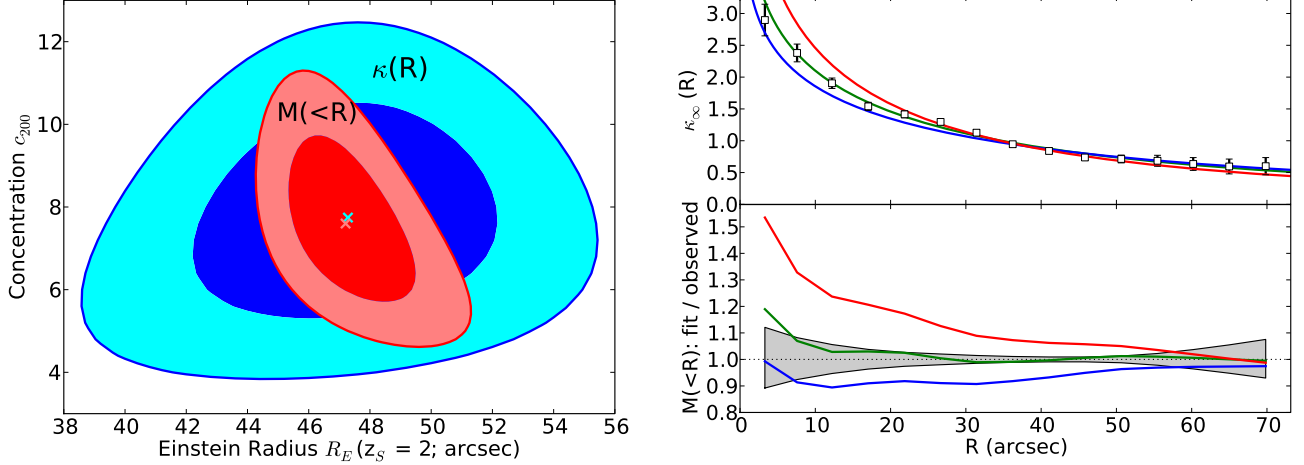 12
10
8
6
4
38 40 42 44 46 48 50 52 54 56
Concentration c₂₀₀
Einstein Radius R_E (z_S = 2; arcsec)
κ(R)
M(<R)
3.0
2.5
2.0
1.5
1.0
0.5
0.0
κ_∞ (R)
1.5
1.4
1.3
1.2
1.1
1.0
0.9
0.8
M(<R): fit / observed
0 10 20 30 40 50 60 70
R (arcsec)